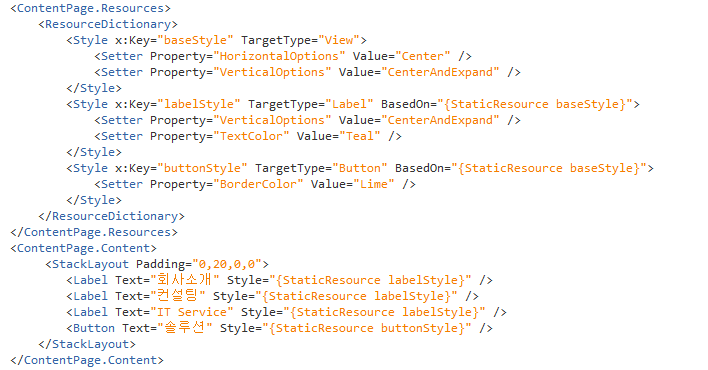 <ContentPage.Resources>
    <ResourceDictionary>
        <Style x:Key="baseStyle" TargetType="View">
            <Setter Property="HorizontalOptions" Value="Center" />
            <Setter Property="VerticalOptions" Value="CenterAndExpand" />
        </Style>
        <Style x:Key="labelStyle" TargetType="Label" BasedOn="{StaticResource baseStyle}">
            <Setter Property="VerticalOptions" Value="CenterAndExpand" />
            <Setter Property="TextColor" Value="Teal" />
        </Style>
        <Style x:Key="buttonStyle" TargetType="Button" BasedOn="{StaticResource baseStyle}">
            <Setter Property="BorderColor" Value="Lime" />
        </Style>
    </ResourceDictionary>
</ContentPage.Resources>
<ContentPage.Content>
     <StackLayout Padding="0,20,0,0">
        <Label Text="회사소개" Style="{StaticResource labelStyle}" />
        <Label Text="컨설팅" Style="{StaticResource labelStyle}" />
        <Label Text="IT Service" Style="{StaticResource labelStyle}" />
        <Button Text="솔루션" Style="{StaticResource buttonStyle}" />
    </StackLayout>
</ContentPage.Content>